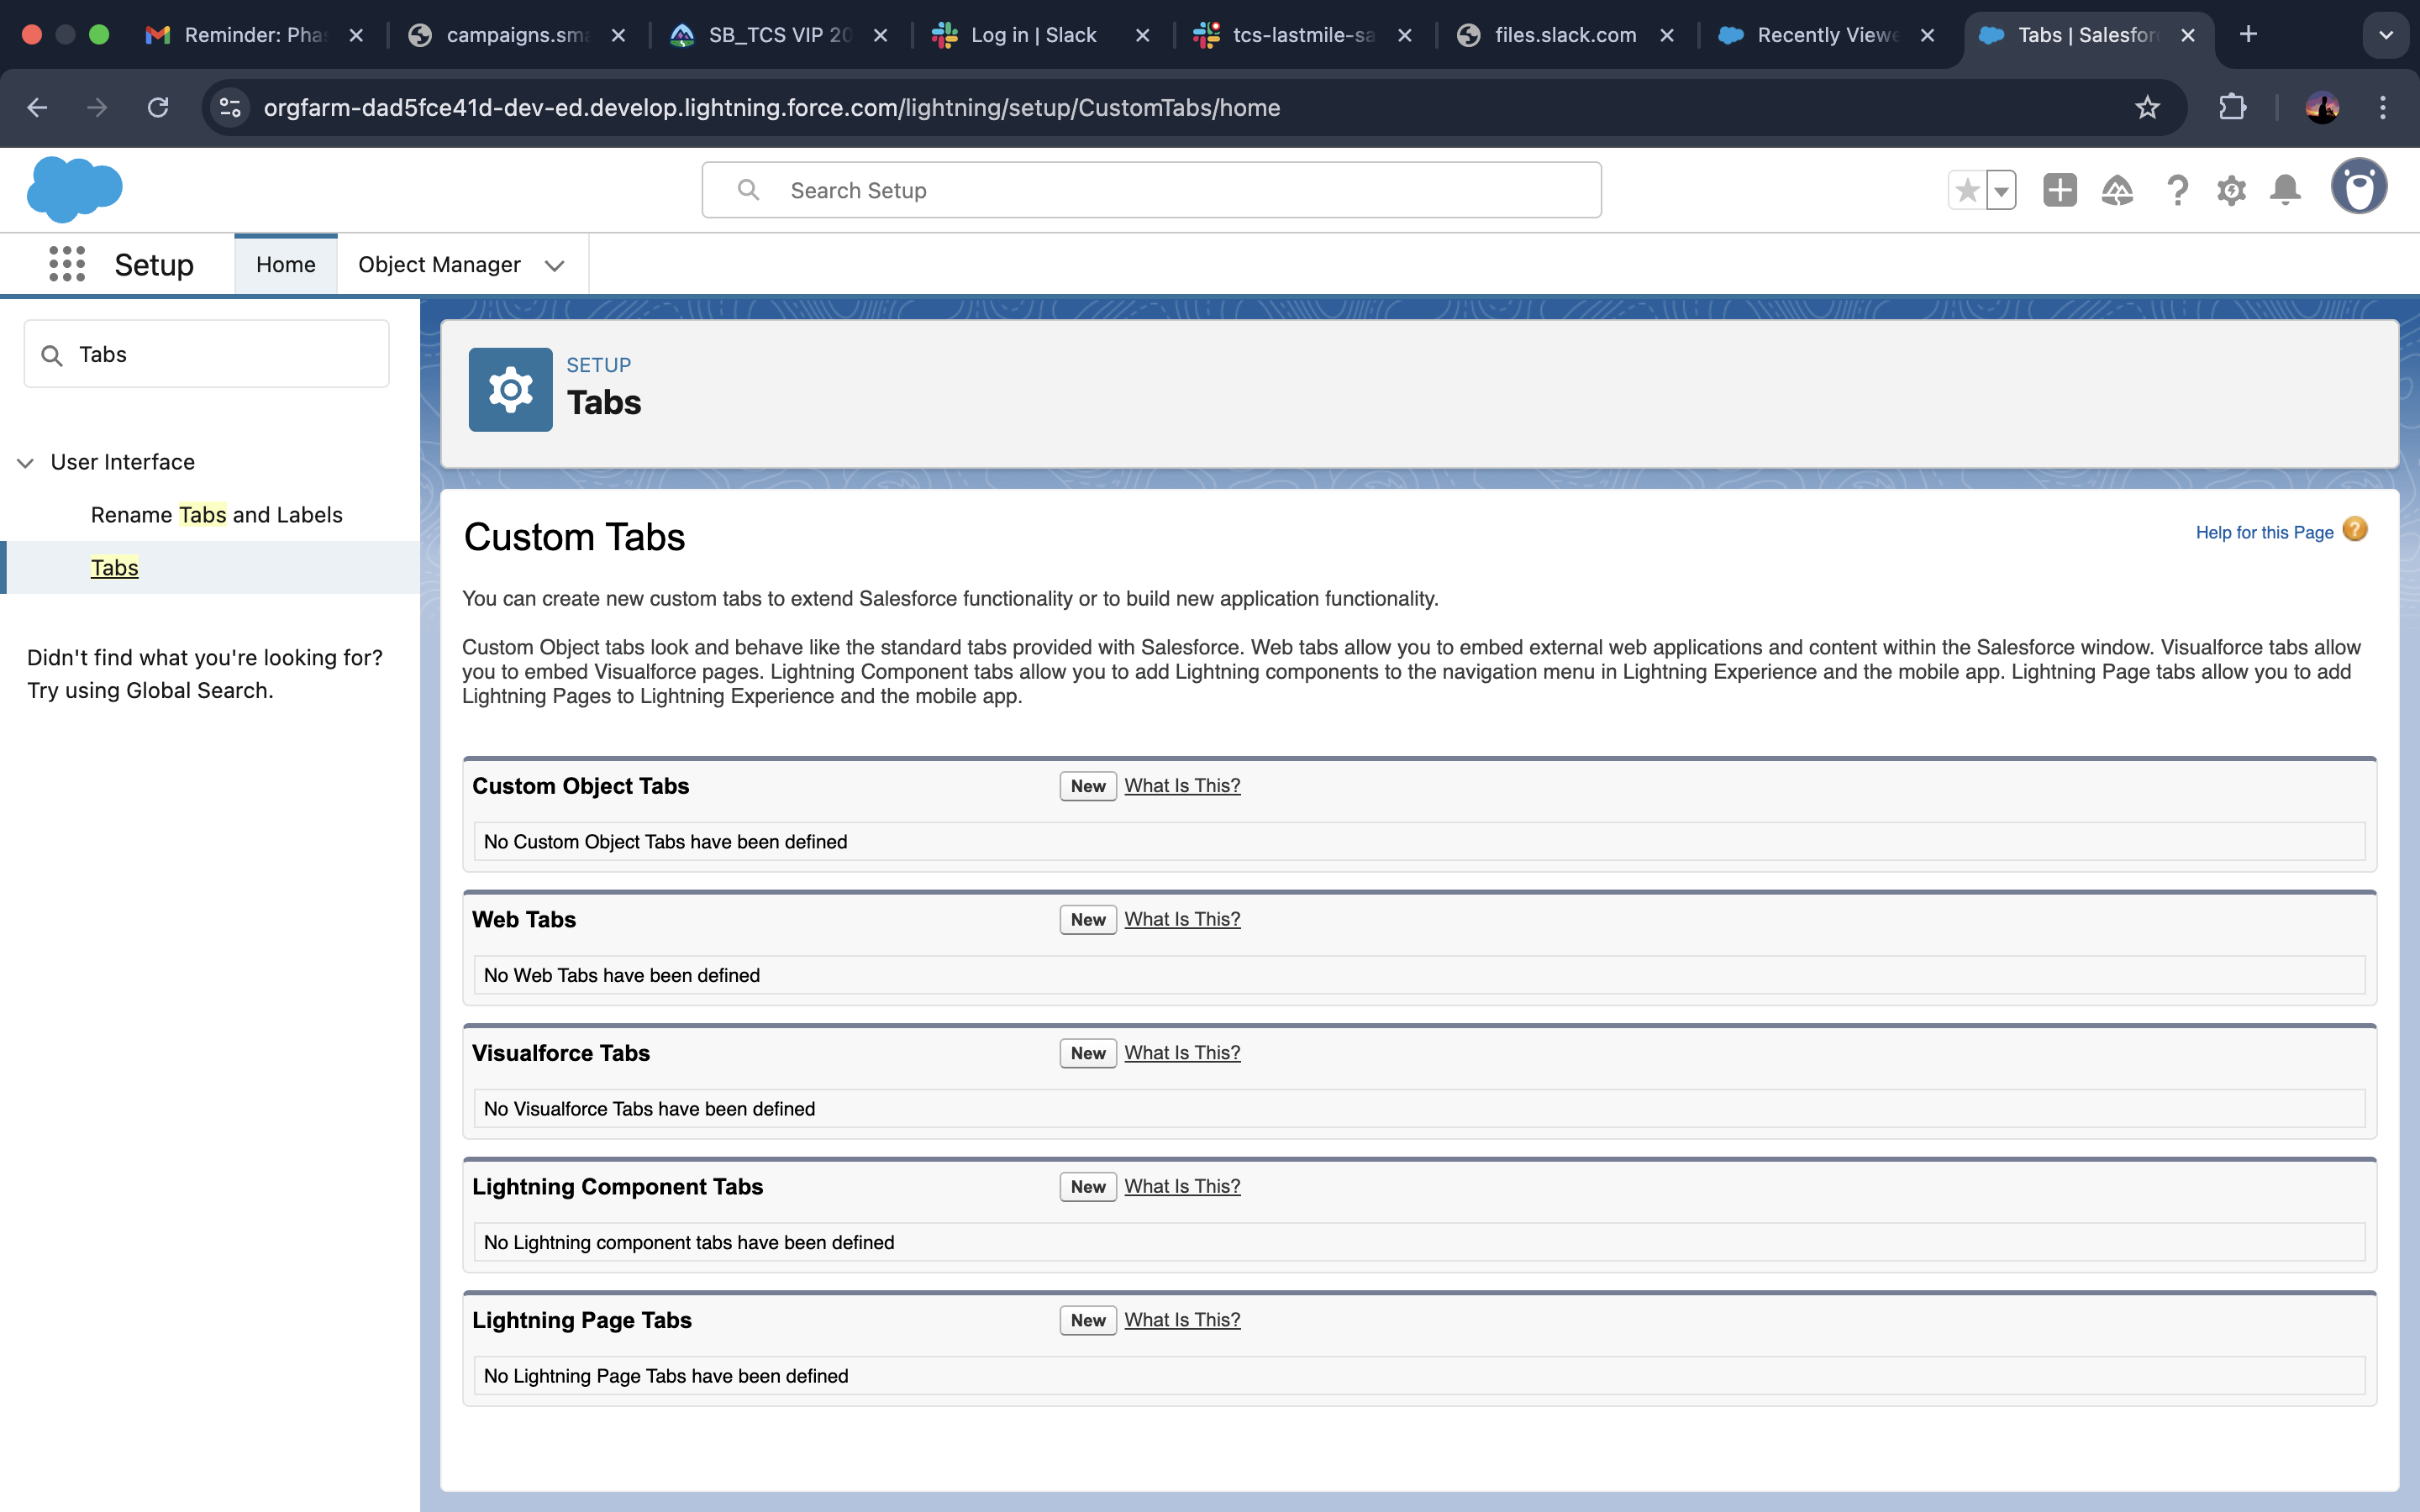 Reminder: Pha
campaigns.sma
SB_TCS VIP 20
Log in | Slack
tcs-lastmile-sa
files.slack.com
Recently Viewe
Tabs | Salesfor
orgfarm-dad5fce41d-dev-ed.develop.lightning.force.com/lightning/setup/CustomTabs/home
Search Setup
Setup
Home
Object Manager
Tabs
User Interface
Rename Tabs and Labels
Tabs
Didn't find what you're looking for?
Try using Global Search.
SETUP
Tabs
Custom Tabs
Help for this Page
You can create new custom tabs to extend Salesforce functionality or to build new application functionality.
Custom Object tabs look and behave like the standard tabs provided with Salesforce. Web tabs allow you to embed external web applications and content within the Salesforce window. Visualforce tabs allow
you to embed Visualforce pages. Lightning Component tabs allow you to add Lightning components to the navigation menu in Lightning Experience and the mobile app. Lightning Page tabs allow you to add
Lightning Pages to Lightning Experience and the mobile app.
Custom Object Tabs New What Is This?
No Custom Object Tabs have been defined
Web Tabs New What Is This?
No Web Tabs have been defined
Visualforce Tabs New What Is This?
No Visualforce Tabs have been defined
Lightning Component Tabs New What Is This?
No Lightning component tabs have been defined
Lightning Page Tabs New What Is This?
No Lightning Page Tabs have been defined